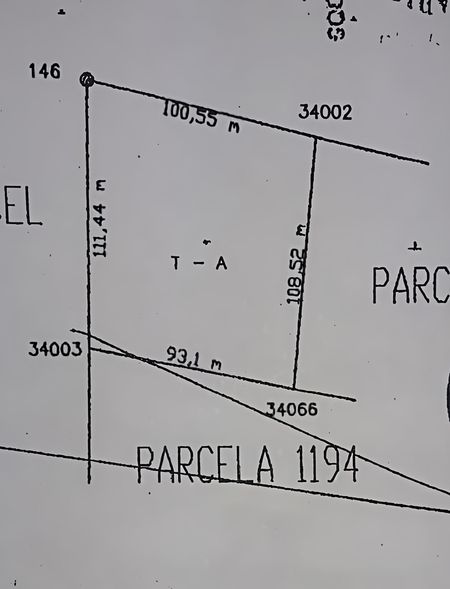 146
34002
100,55 m
111,44 m
EL
T - A
108,52 m
PARC
34003
93,1 m
34066
PARCELA 1194